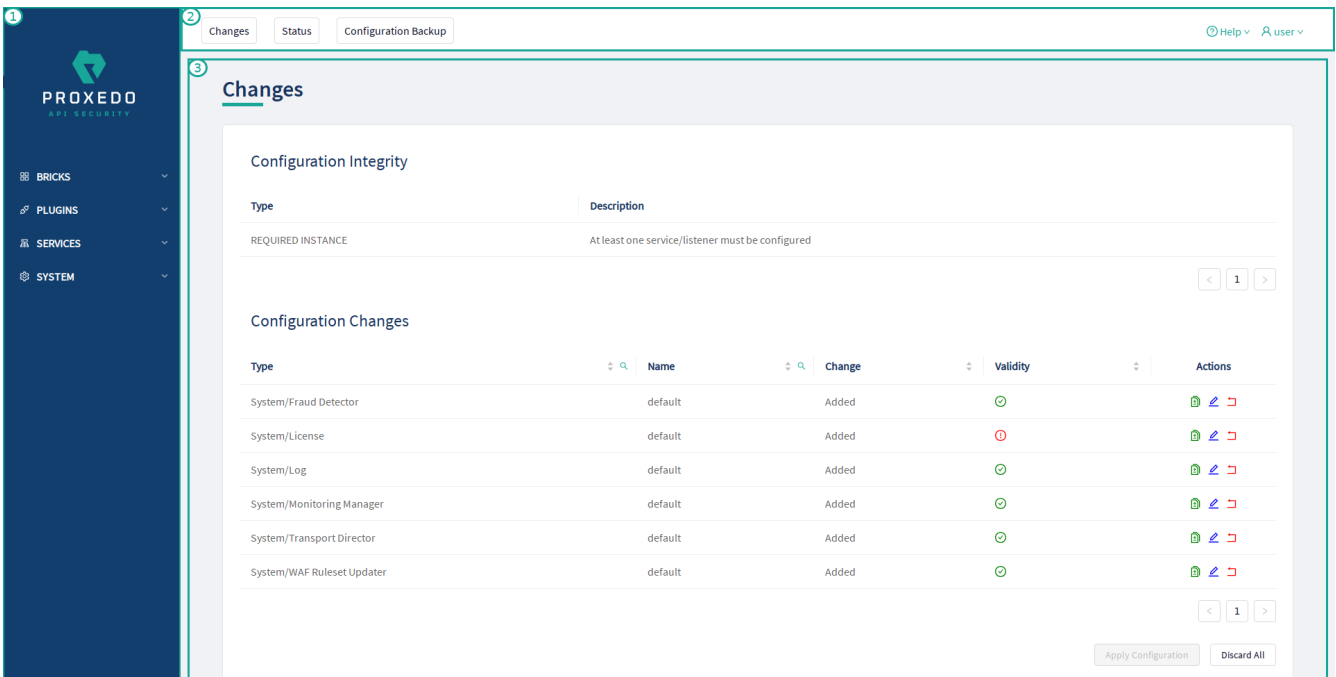 1
PROXEDO
API SECURITY
BRICKS
PLUGINS
SERVICES
SYSTEM
2
Changes Status Configuration Backup Help user
3
Changes
Configuration Integrity
Type Description
REQUIRED INSTANCE At least one service/listener must be configured
< 1 >
Configuration Changes
Type Name Change Validity Actions
System/Fraud Detector default Added
System/License default Added
System/Log default Added
System/Monitoring Manager default Added
System/Transport Director default Added
System/WAF Ruleset Updater default Added
< 1 >
Apply Configuration Discard All